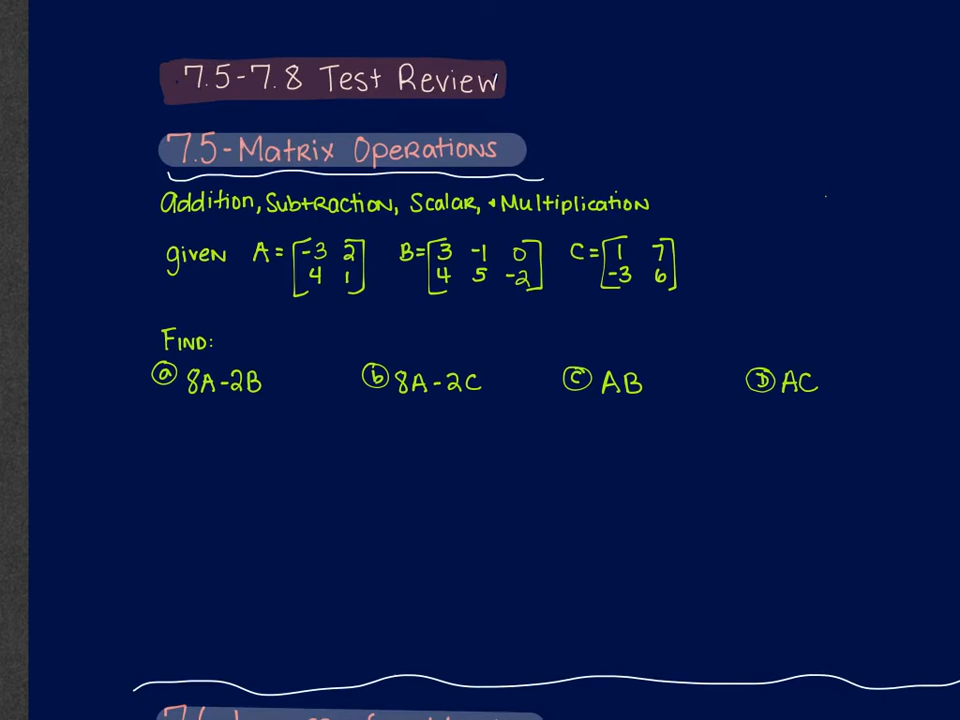 7.5-7.8 Test Review
7.5-Matrix Operations
Addition, Subtraction, Scalar, + Multiplication
given A = [-3 2 B = [3 -1 0 C = [1 7
4 1] 4 5 -2] -3 6]
FIND:
ⓐ 8A-2B ⓑ 8A-2C ⓒ AB Ⓓ AC